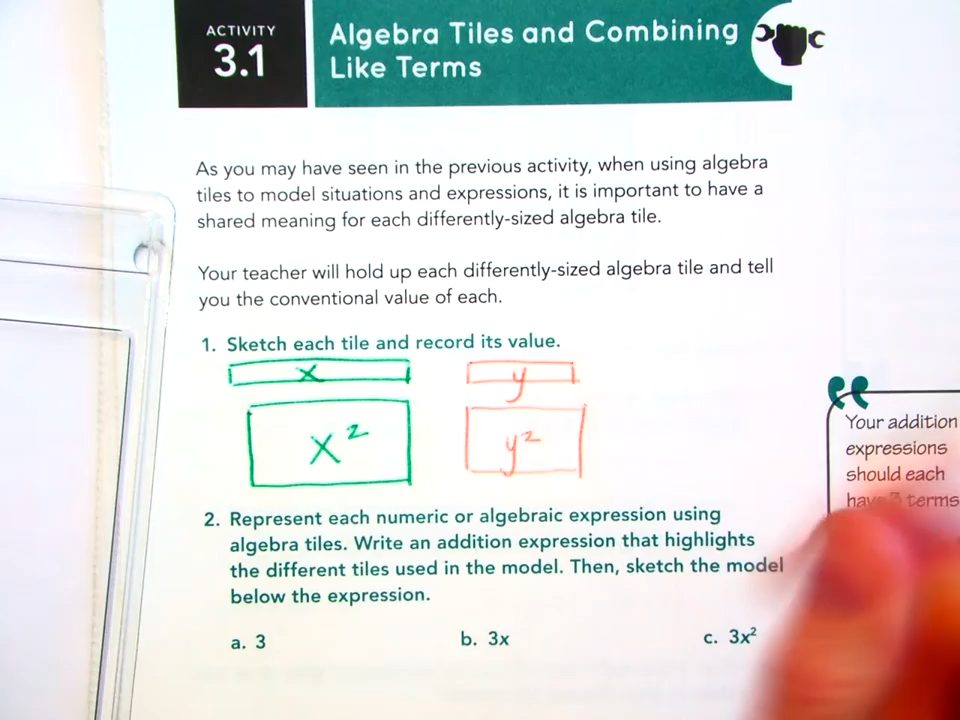 ACTIVITY
3.1
Algebra Tiles and Combining
Like Terms
As you may have seen in the previous activity, when using algebra
tiles to model situations and expressions, it is important to have a
shared meaning for each differently-sized algebra tile.
Your teacher will hold up each differently-sized algebra tile and tell
you the conventional value of each.
1. Sketch each tile and record its value.
x y
x² y²
2. Represent each numeric or algebraic expression using
algebra tiles. Write an addition expression that highlights
the different tiles used in the model. Then, sketch the model
below the expression.
a. 3 b. 3x c. 3x²
Your addition
expressions
should each
have 3 terms